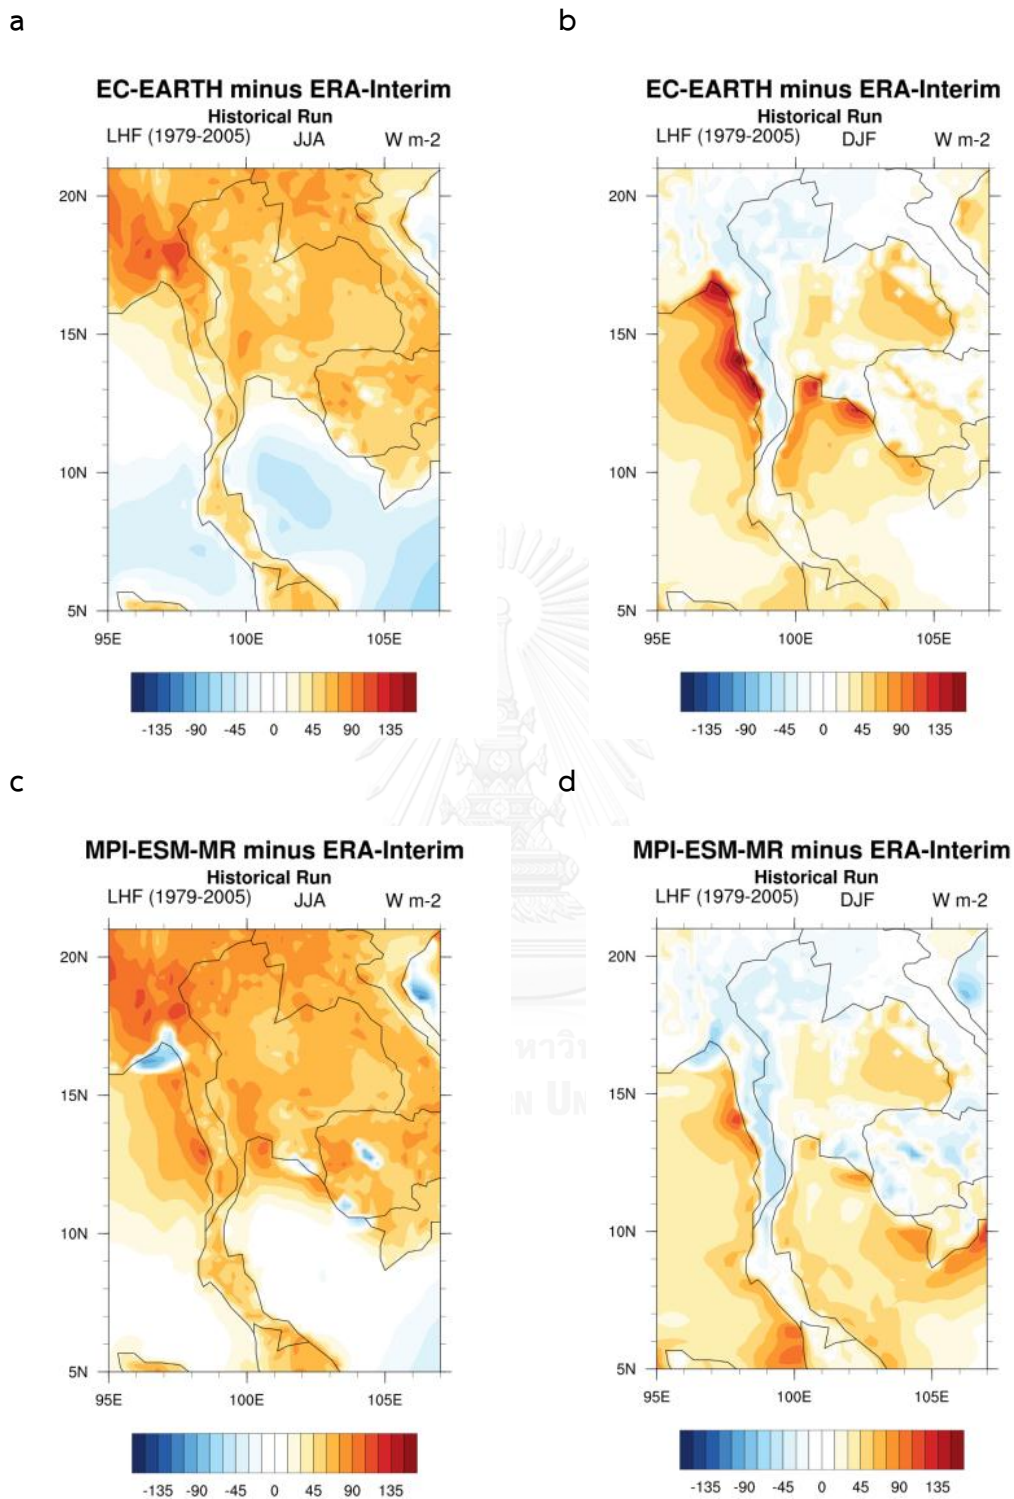 a
b
EC-EARTH minus ERA-Interim
Historical Run
LHF (1979-2005) JJA W m-2
20N
15N
10N
5N
95E 100E 105E
-135 -90 -45 0 45 90 135
EC-EARTH minus ERA-Interim
Historical Run
LHF (1979-2005) DJF W m-2
20N
15N
10N
5N
95E 100E 105E
-135 -90 -45 0 45 90 135
c
d
MPI-ESM-MR minus ERA-Interim
Historical Run
LHF (1979-2005) JJA W m-2
20N
15N
10N
5N
95E 100E 105E
-135 -90 -45 0 45 90 135
MPI-ESM-MR minus ERA-Interim
Historical Run
LHF (1979-2005) DJF W m-2
20N
15N
10N
5N
95E 100E 105E
-135 -90 -45 0 45 90 135